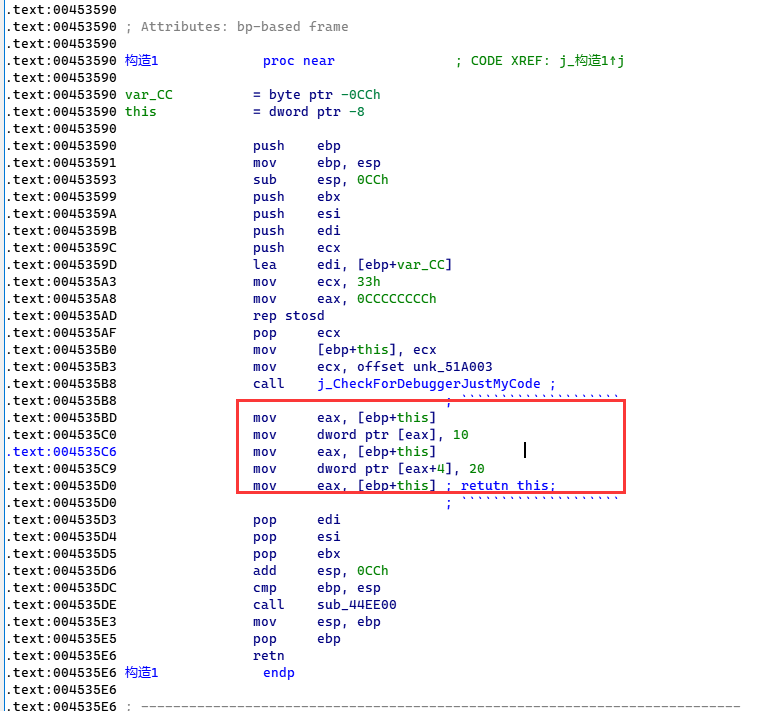 .text:00453590
.text:00453590 ; Attributes: bp-based frame
.text:00453590
.text:00453590 构造1 proc near ; CODE XREF: j_构造1↑j
.text:00453590
.text:00453590 var_CC = byte ptr -0CCh
.text:00453590 this = dword ptr -8
.text:00453590
.text:00453590 push ebp
.text:00453591 mov ebp, esp
.text:00453593 sub esp, 0CCh
.text:00453599 push ebx
.text:0045359A push esi
.text:0045359B push edi
.text:0045359C push ecx
.text:0045359D lea edi, [ebp+var_CC]
.text:004535A3 mov ecx, 33h
.text:004535A8 mov eax, 0CCCCCCCCh
.text:004535AD rep stosd
.text:004535AF pop ecx
.text:004535B0 mov [ebp+this], ecx
.text:004535B3 mov ecx, offset unk_51A003
.text:004535B8 call j_CheckForDebuggerJustMyCode ;
.text:004535B8 ; ````````````````````
.text:004535BD mov eax, [ebp+this]
.text:004535C0 mov dword ptr [eax], 10
.text:004535C6 mov eax, [ebp+this]
.text:004535C9 mov dword ptr [eax+4], 20
.text:004535D0 mov eax, [ebp+this] ; retutn this;
.text:004535D0 ; ````````````````````
.text:004535D3 pop edi
.text:004535D4 pop esi
.text:004535D5 pop ebx
.text:004535D6 add esp, 0CCh
.text:004535DC cmp ebp, esp
.text:004535DE call sub_44EE00
.text:004535E3 mov esp, ebp
.text:004535E5 pop ebp
.text:004535E6 retn
.text:004535E6 构造1 endp
.text:004535E6
.text:004535E6 ; ---------------------------------------------------------------------------